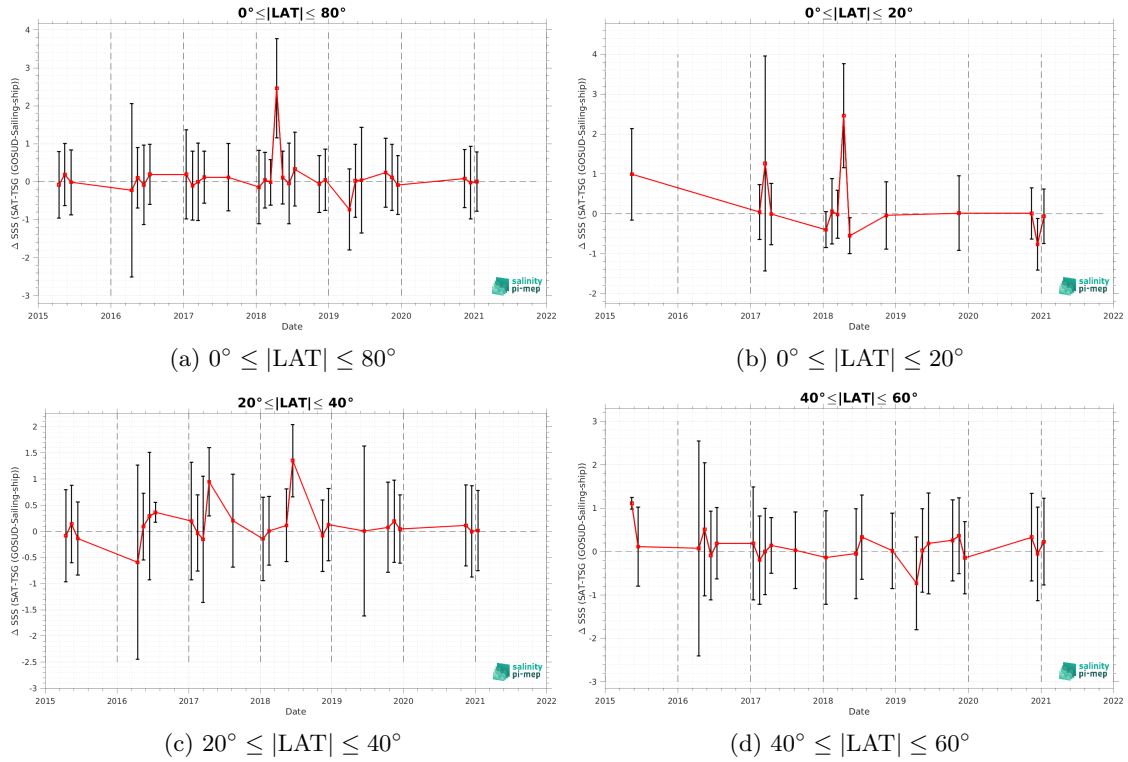 0°≤|LAT|≤ 80°
Δ SSS (SAT-TSG (GOSUD-Sailing-ship))
4
3
2
1
0
-1
-2
-3
2015 2016 2017 2018 2019 2020 2021 2022
Date
salinity
pi-mep
(a) 0° ≤ |LAT| ≤ 80°
0°≤|LAT|≤ 20°
Δ SSS (SAT-TSG (GOSUD-Sailing-ship))
4
3
2
1
0
-1
-2
2015 2016 2017 2018 2019 2020 2021 2022
Date
salinity
pi-mep
(b) 0° ≤ |LAT| ≤ 20°
20°≤|LAT|≤ 40°
Δ SSS (SAT-TSG (GOSUD-Sailing-ship))
2
1.5
1
0.5
0
-0.5
-1
-1.5
-2
-2.5
-3
2015 2016 2017 2018 2019 2020 2021 2022
Date
salinity
pi-mep
(c) 20° ≤ |LAT| ≤ 40°
40°≤|LAT|≤ 60°
Δ SSS (SAT-TSG (GOSUD-Sailing-ship))
3
2
1
0
-1
-2
-3
2015 2016 2017 2018 2019 2020 2021 2022
Date
salinity
pi-mep
(d) 40° ≤ |LAT| ≤ 60°